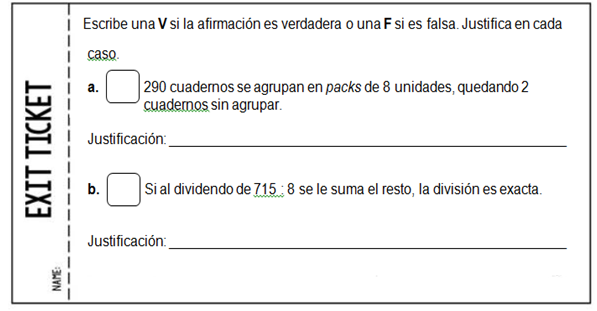 EXIT TICKET
NAME:
Escribe una V si la afirmación es verdadera o una F si es falsa. Justifica en cada
caso.
a. 290 cuadernos se agrupan en packs de 8 unidades, quedando 2
cuadernos sin agrupar.
Justificación:
b. Si al dividendo de 715 : 8 se le suma el resto, la división es exacta.
Justificación: